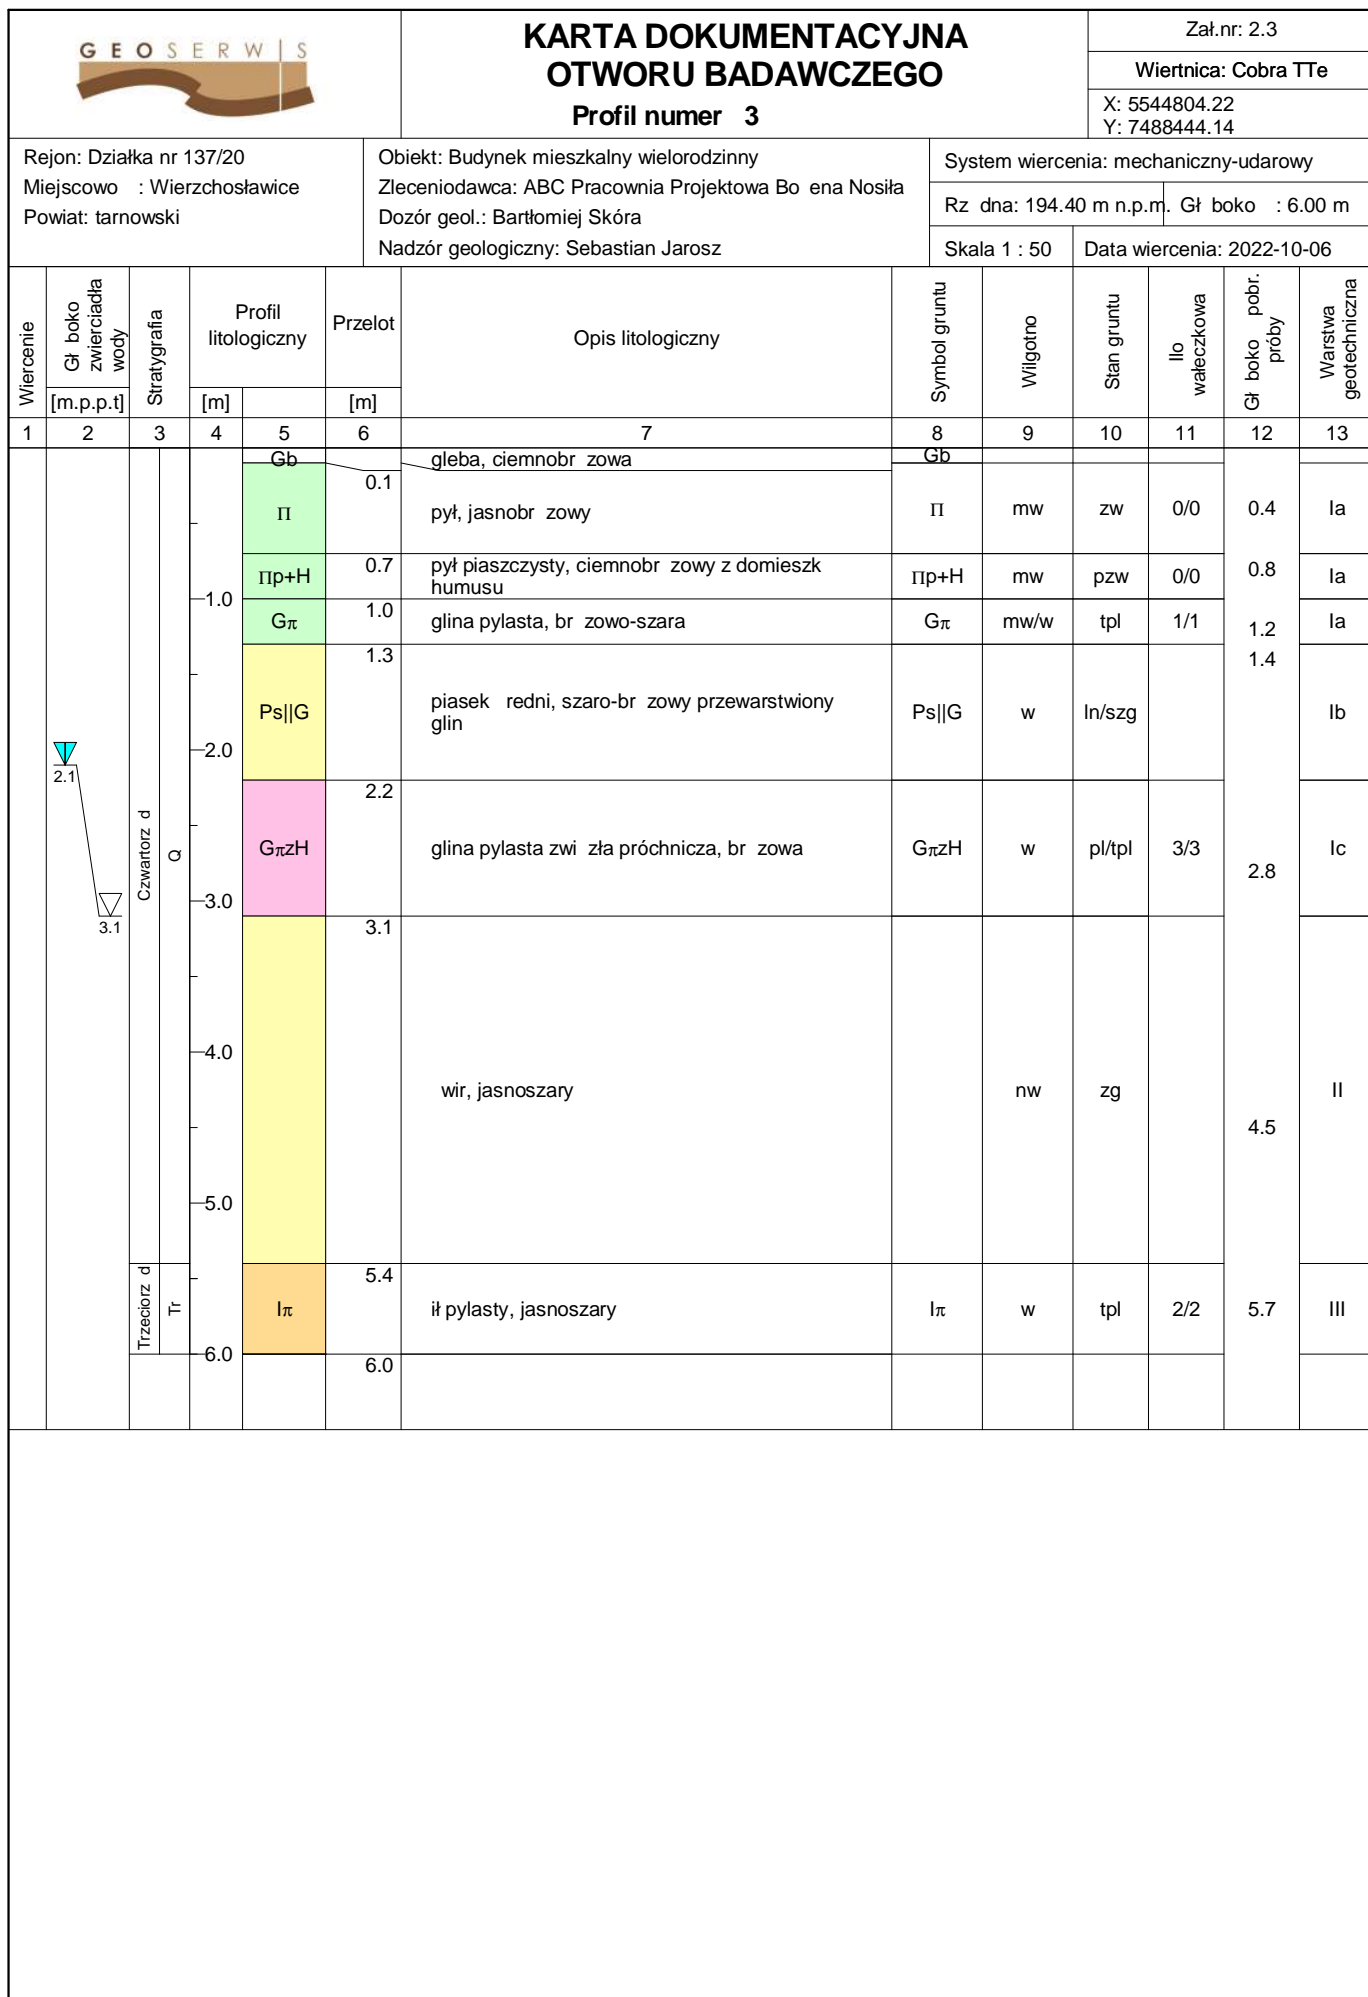 GEOSERWIS
KARTA DOKUMENTACYJNA
OTWORU BADAWCZEGO
Profil numer 3
Zał.nr: 2.3
Wiertnica: Cobra TTe
X: 5544804.22
Y: 7488444.14
Rejon: Działka nr 137/20
Miejscowo : Wierzchosławice
Powiat: tarnowski
Obiekt: Budynek mieszkalny wielorodzinny
Zleceniodawca: ABC Pracownia Projektowa Bo ena Nosiła
Dozór geol.: Bartłomiej Skóra
Nadzór geologiczny: Sebastian Jarosz
System wiercenia: mechaniczny-udarowy
Rz dna: 194.40 m n.p.m. Gł boko : 6.00 m
Skala 1 : 50 Data wiercenia: 2022-10-06
Wiercenie
Gł boko
zwierciadła
wody
[m.p.p.t]
Stratygrafia
Profil
litologiczny
[m]
Przelot
[m]
Opis litologiczny
Symbol gruntu
Wilgotno
Stan gruntu
Ilo
wałeczkowa
Gł boko pobr.
próby
Warstwa
geotechniczna
1 2 3 4 5 6 7 8 9 10 11 12 13
Gb gleba, ciemnobr zowa Gb
0.1
Π pył, jasnobr zowy Π mw zw 0/0 0.4 Ia
0.7
Πp+H pył piaszczysty, ciemnobr zowy z domieszk
humusu Πp+H mw pzw 0/0 0.8 Ia
1.0
1.0
Gπ glina pylasta, br zowo-szara Gπ mw/w tpl 1/1 1.2 Ia
1.3
1.4
Ps||G piasek redni, szaro-br zowy przewarstwiony
glin Ps||G w ln/szg Ib
2.0
2.1
2.2
Czwartorz d
Q
GπzH glina pylasta zwi zła próchnicza, br zowa GπzH w pl/tpl 3/3 2.8 Ic
3.0
3.1
3.1
4.0
wir, jasnoszary nw zg 4.5 II
5.0
5.4
Trzeciorz d
Tr
Iπ ił pylasty, jasnoszary Iπ w tpl 2/2 5.7 III
6.0
6.0